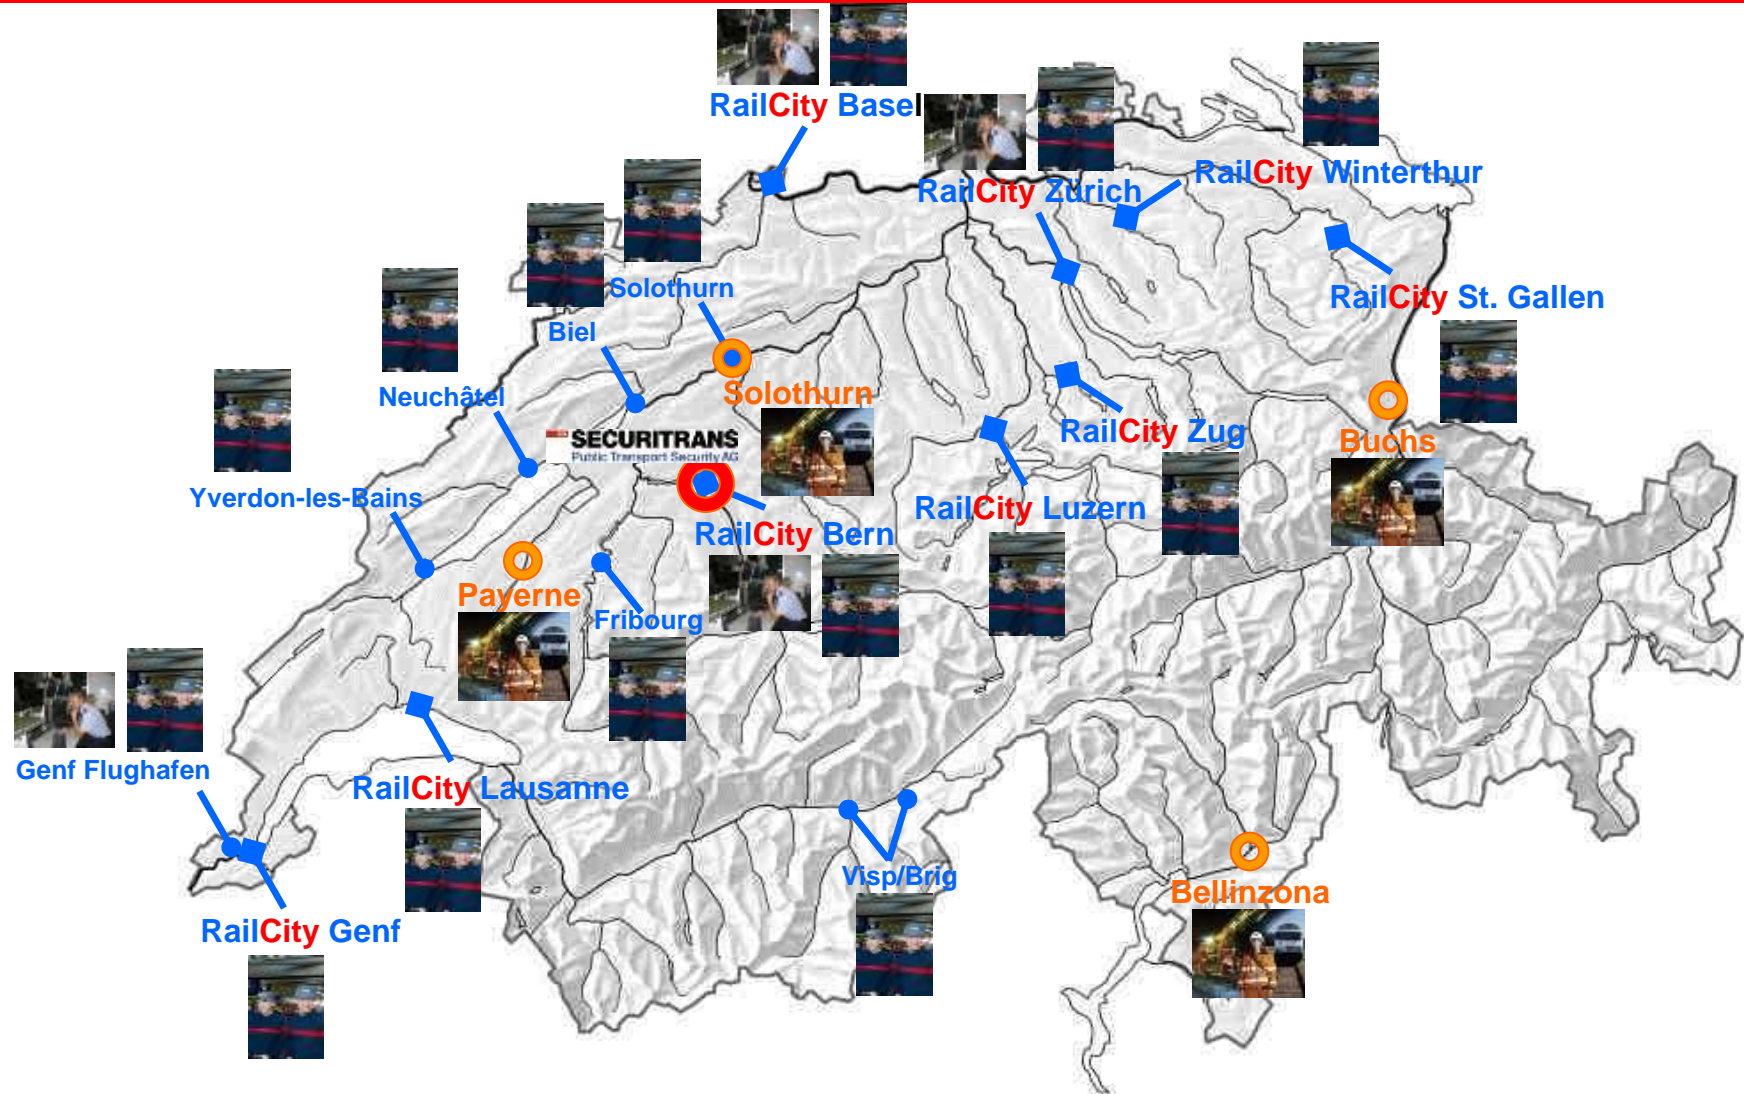 RailCity Basel
RailCity Zürich
RailCity Winterthur
Solothurn
RailCity St. Gallen
Biel
Neuchâtel
Solothurn
RailCity Zug
Buchs
SECURITRANS
Public Transport Security AG
Yverdon-les-Bains
RailCity Luzern
RailCity Bern
Payerne
Fribourg
Genf Flughafen
RailCity Lausanne
Visp/Brig
Bellinzona
RailCity Genf